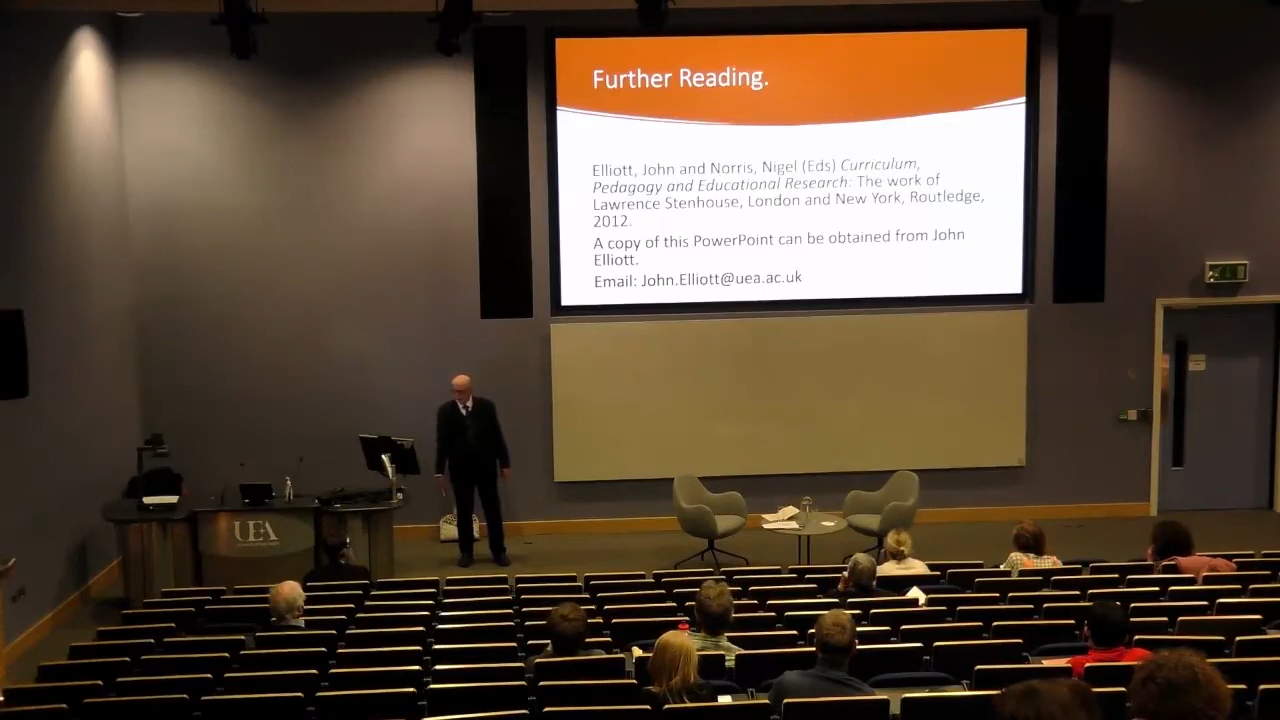 Further Reading.
Elliott, John and Norris, Nigel (Eds) Curriculum,
Pedagogy and Educational Research: The work of
Lawrence Stenhouse, London and New York, Routledge,
2012.
A copy of this PowerPoint can be obtained from John
Elliott.
Email: John.Elliott@uea.ac.uk
UEA